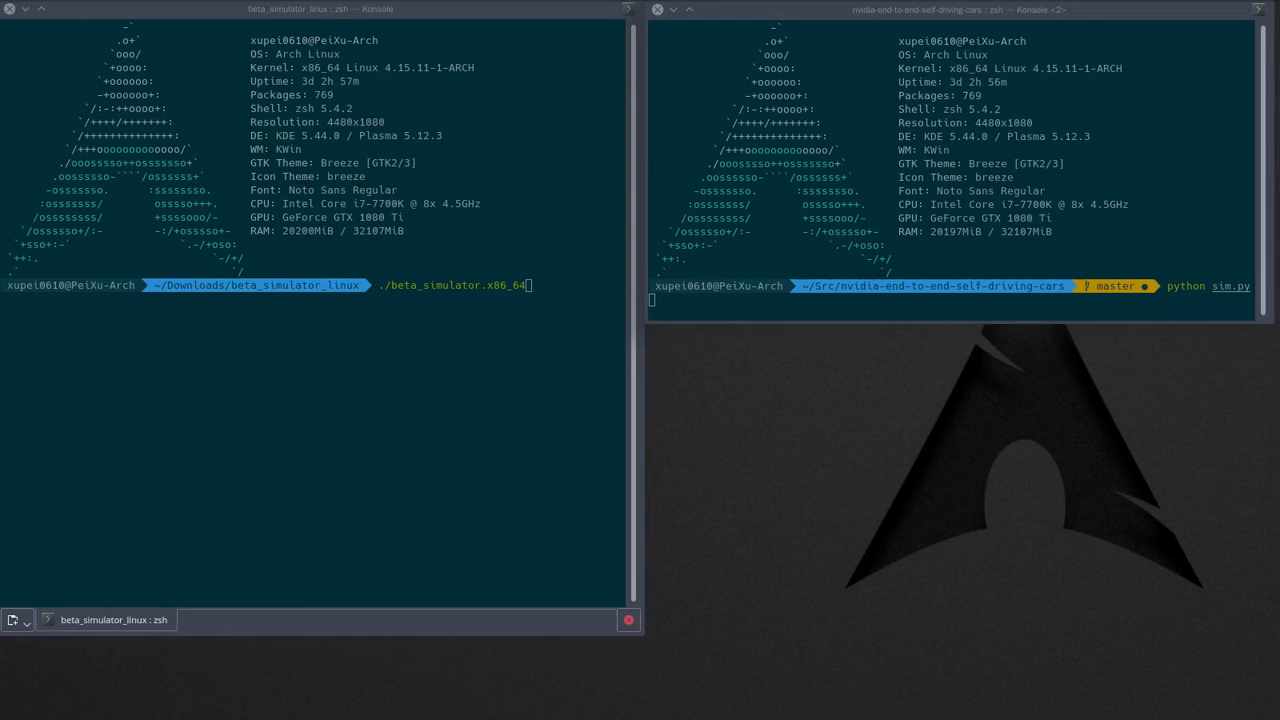 beta_simulator_linux : zsh — Konsole
xupei0610@PeiXu-Arch
OS: Arch Linux
Kernel: x86_64 Linux 4.15.11-1-ARCH
Uptime: 3d 2h 57m
Packages: 769
Shell: zsh 5.4.2
Resolution: 4480x1080
DE: KDE 5.44.0 / Plasma 5.12.3
WM: KWin
GTK Theme: Breeze [GTK2/3]
Icon Theme: breeze
Font: Noto Sans Regular
CPU: Intel Core i7-7700K @ 8x 4.5GHz
GPU: GeForce GTX 1080 Ti
RAM: 20200MiB / 32107MiB
xupei0610@PeiXu-Arch ~/Downloads/beta_simulator_linux ./beta_simulator.x86_64
beta_simulator_linux : zsh
nvidia-end-to-end-self-driving-cars : zsh — Konsole <2>
xupei0610@PeiXu-Arch
OS: Arch Linux
Kernel: x86_64 Linux 4.15.11-1-ARCH
Uptime: 3d 2h 56m
Packages: 769
Shell: zsh 5.4.2
Resolution: 4480x1080
DE: KDE 5.44.0 / Plasma 5.12.3
WM: KWin
GTK Theme: Breeze [GTK2/3]
Icon Theme: breeze
Font: Noto Sans Regular
CPU: Intel Core i7-7700K @ 8x 4.5GHz
GPU: GeForce GTX 1080 Ti
RAM: 20197MiB / 32107MiB
xupei0610@PeiXu-Arch ~/Src/nvidia-end-to-end-self-driving-cars master ● python sim.py